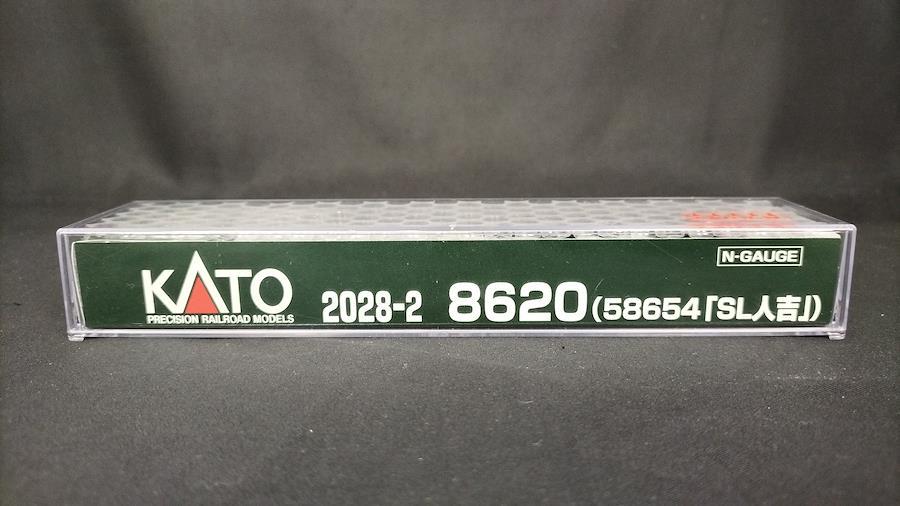 N-GAUGE
KATO
PRECISION RAILROAD MODELS
2028-2 8620(58654「SL人吉」)